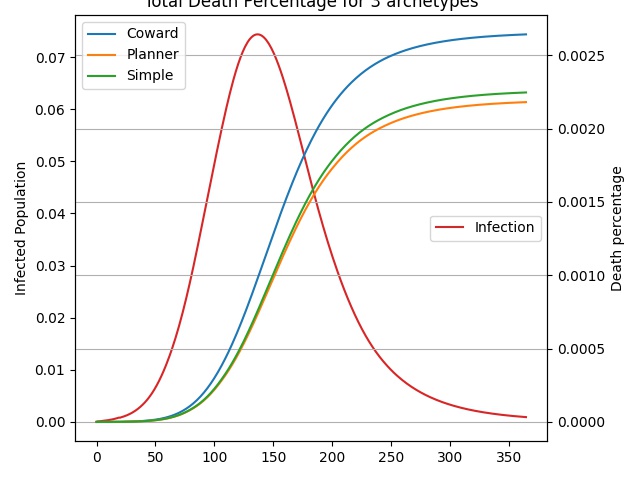 Total Death Percentage for 3 archetypes
Coward
Planner
Simple
Infection
Infected Population
Death percentage
0.07
0.06
0.05
0.04
0.03
0.02
0.01
0.00
0.0025
0.0020
0.0015
0.0010
0.0005
0.0000
0 50 100 150 200 250 300 350